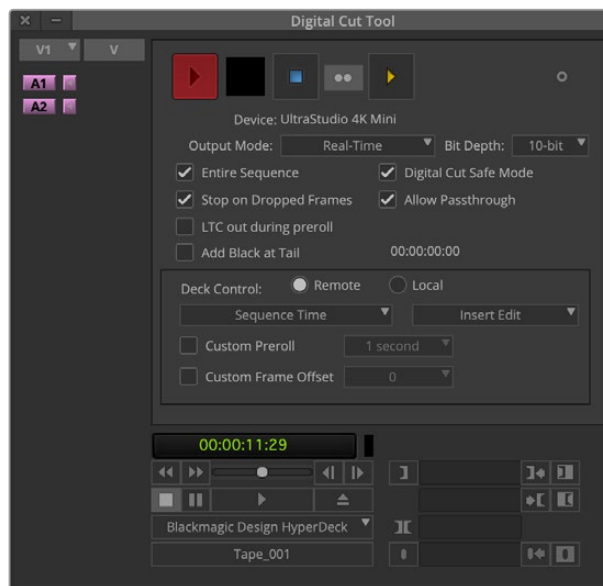 Digital Cut Tool
V1 V
A1
A2
Device: UltraStudio 4K Mini
Output Mode: Real-Time Bit Depth: 10-bit
Entire Sequence Digital Cut Safe Mode
Stop on Dropped Frames Allow Passthrough
LTC out during preroll
Add Black at Tail 00:00:00:00
Deck Control: Remote Local
Sequence Time Insert Edit
Custom Preroll 1 second
Custom Frame Offset 0
00:00:11:29
Blackmagic Design HyperDeck
Tape_001